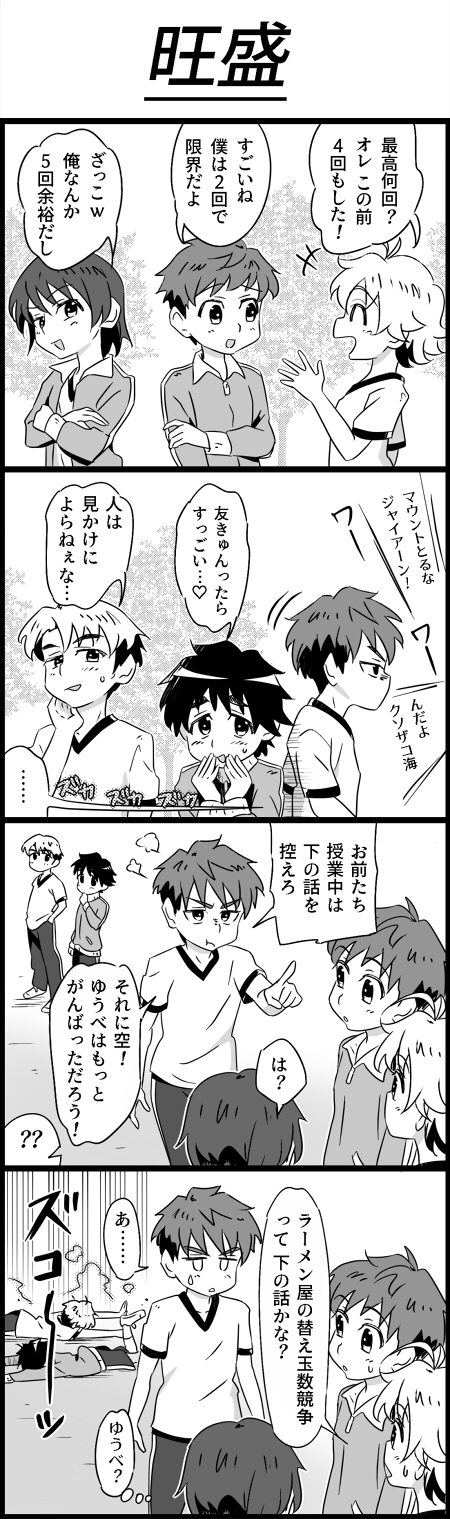 旺盛
最高何回？
オレ この前
4回もした！
すごいね
僕は2回で
限界だよ
ざっこｗ
俺なんか
5回余裕だし
マウントとるな
ジャイアーン！
ワー
ワー
んだよ
クソザコ海
友きゅんったら
すっごい…♡
人は
見かけに
よらねぇな…
ズカ
ズカ
ズカ
……
お前たち
授業中は
下の話を
控えろ
それに空！
ゆうべはもっと
がんばっただろう！
は？
??
ラーメン屋の替え玉数競争
って 下の話かな？
あ……
ズコーッ
ゆうべ？